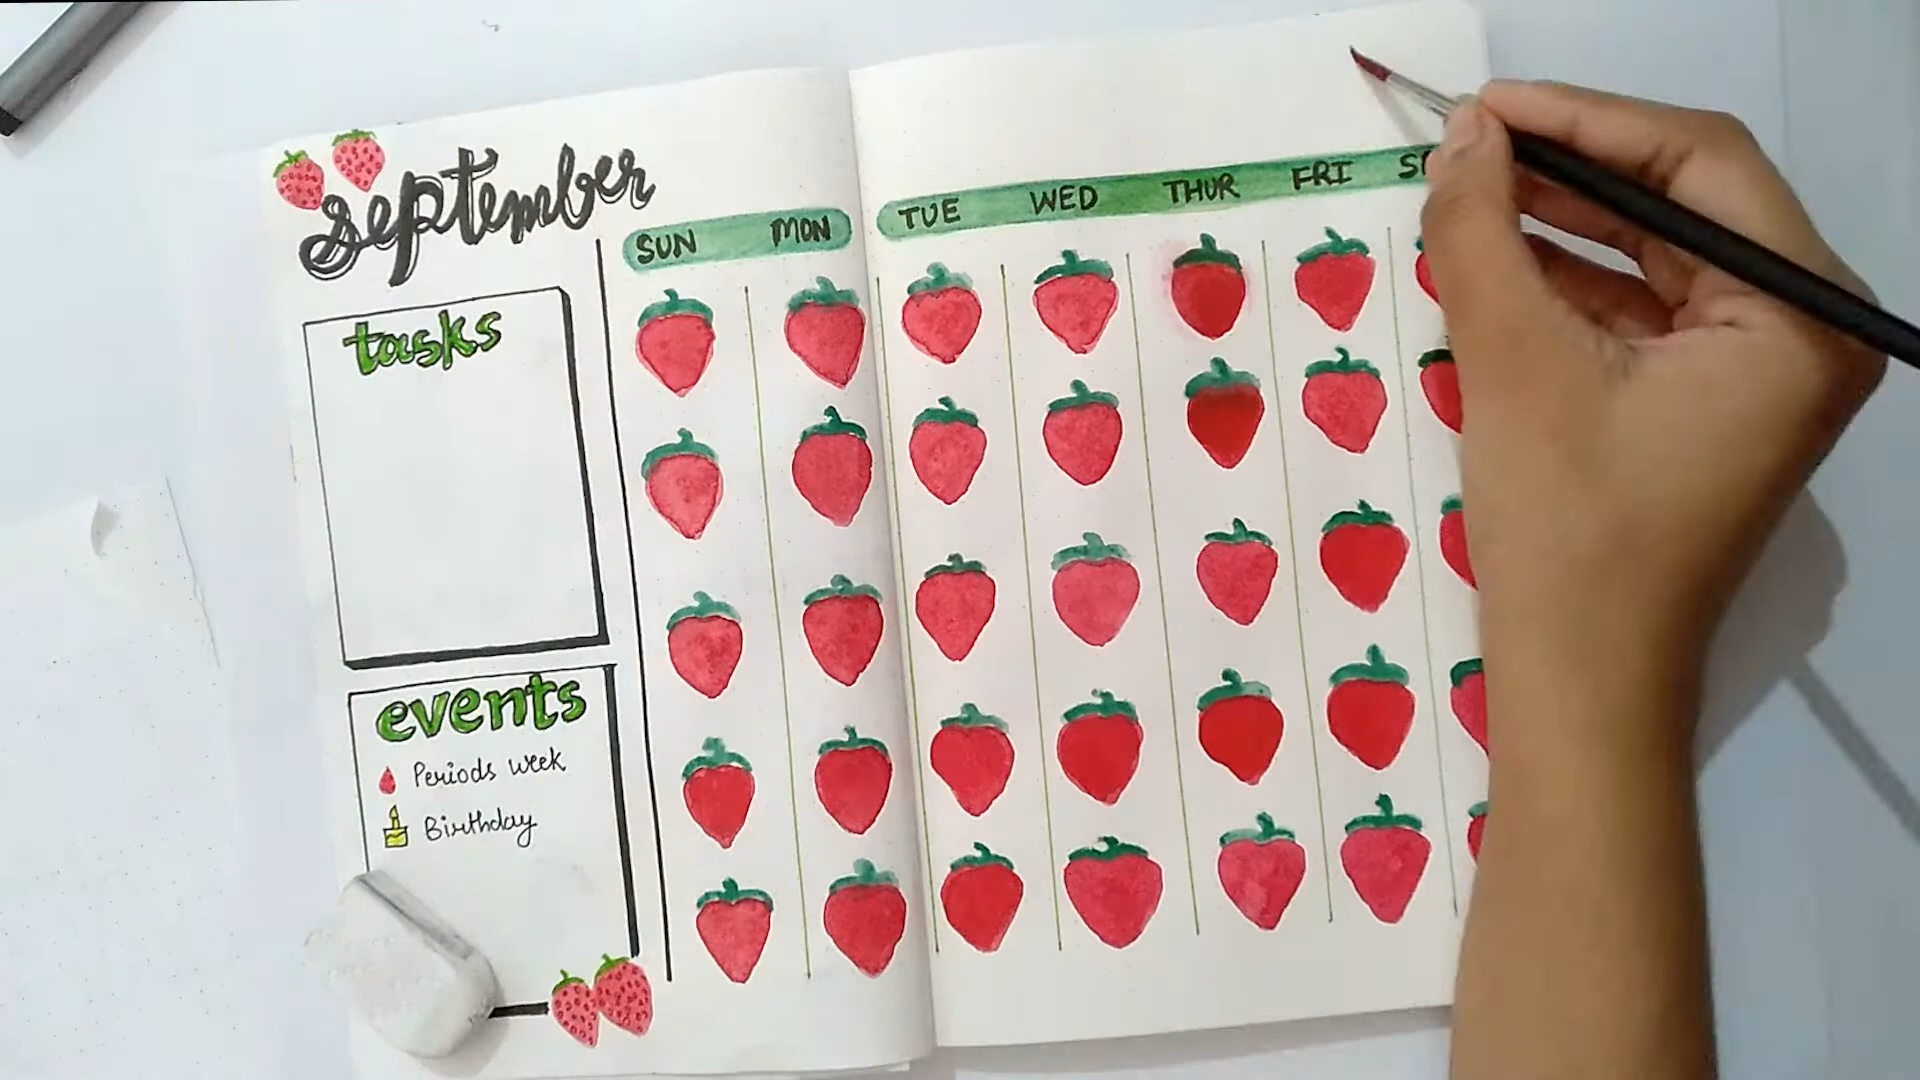 september
SUN MON TUE WED THUR FRI
tasks
events
Periods week
Birthday